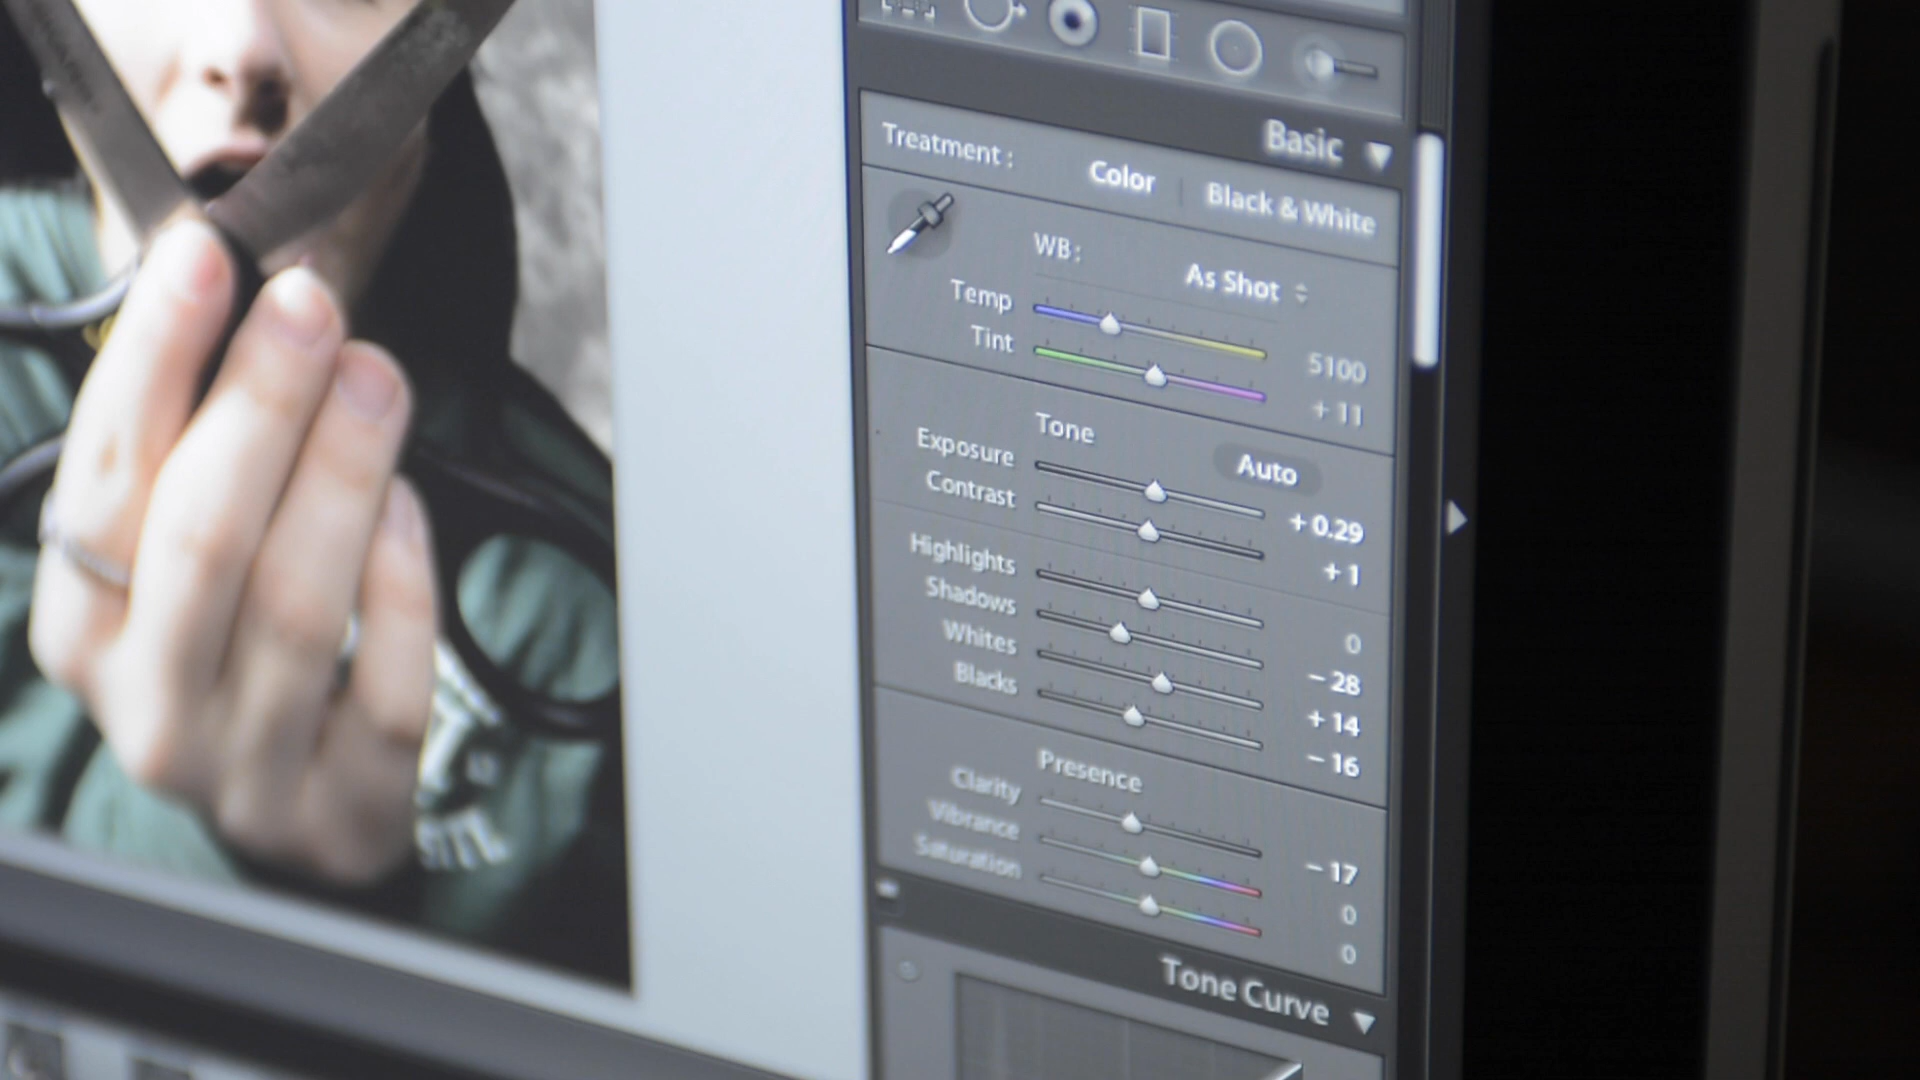 Basic
Treatment : Color Black & White
WB: As Shot
Temp 5100
Tint + 11
Tone Auto
Exposure + 0.29
Contrast + 1
Highlights 0
Shadows − 28
Whites + 14
Blacks − 16
Presence
Clarity − 17
Vibrance 0
Saturation 0
Tone Curve